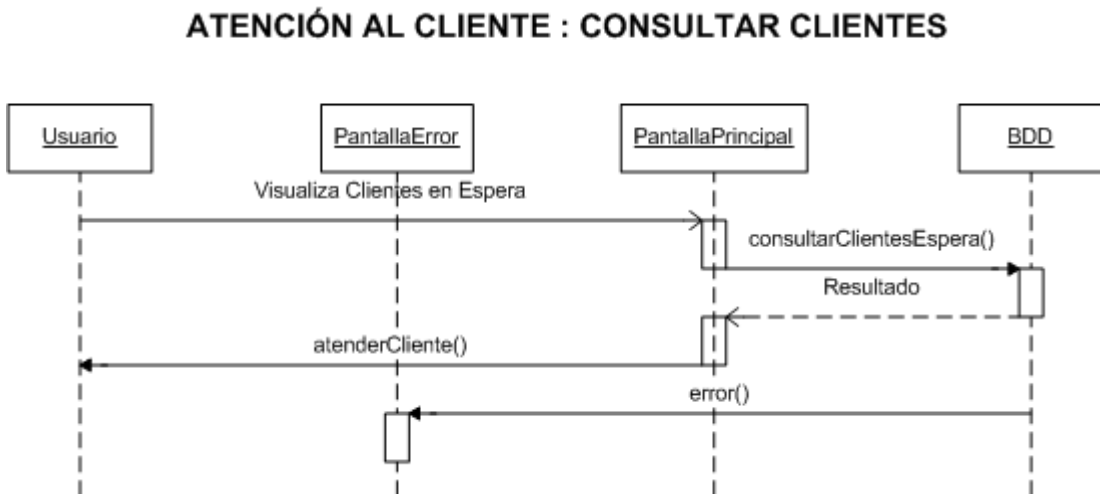 ATENCIÓN AL CLIENTE : CONSULTAR CLIENTES
Usuario
PantallaError
PantallaPrincipal
BDD
Visualiza Clientes en Espera
consultarClientesEspera()
Resultado
atenderCliente()
error()